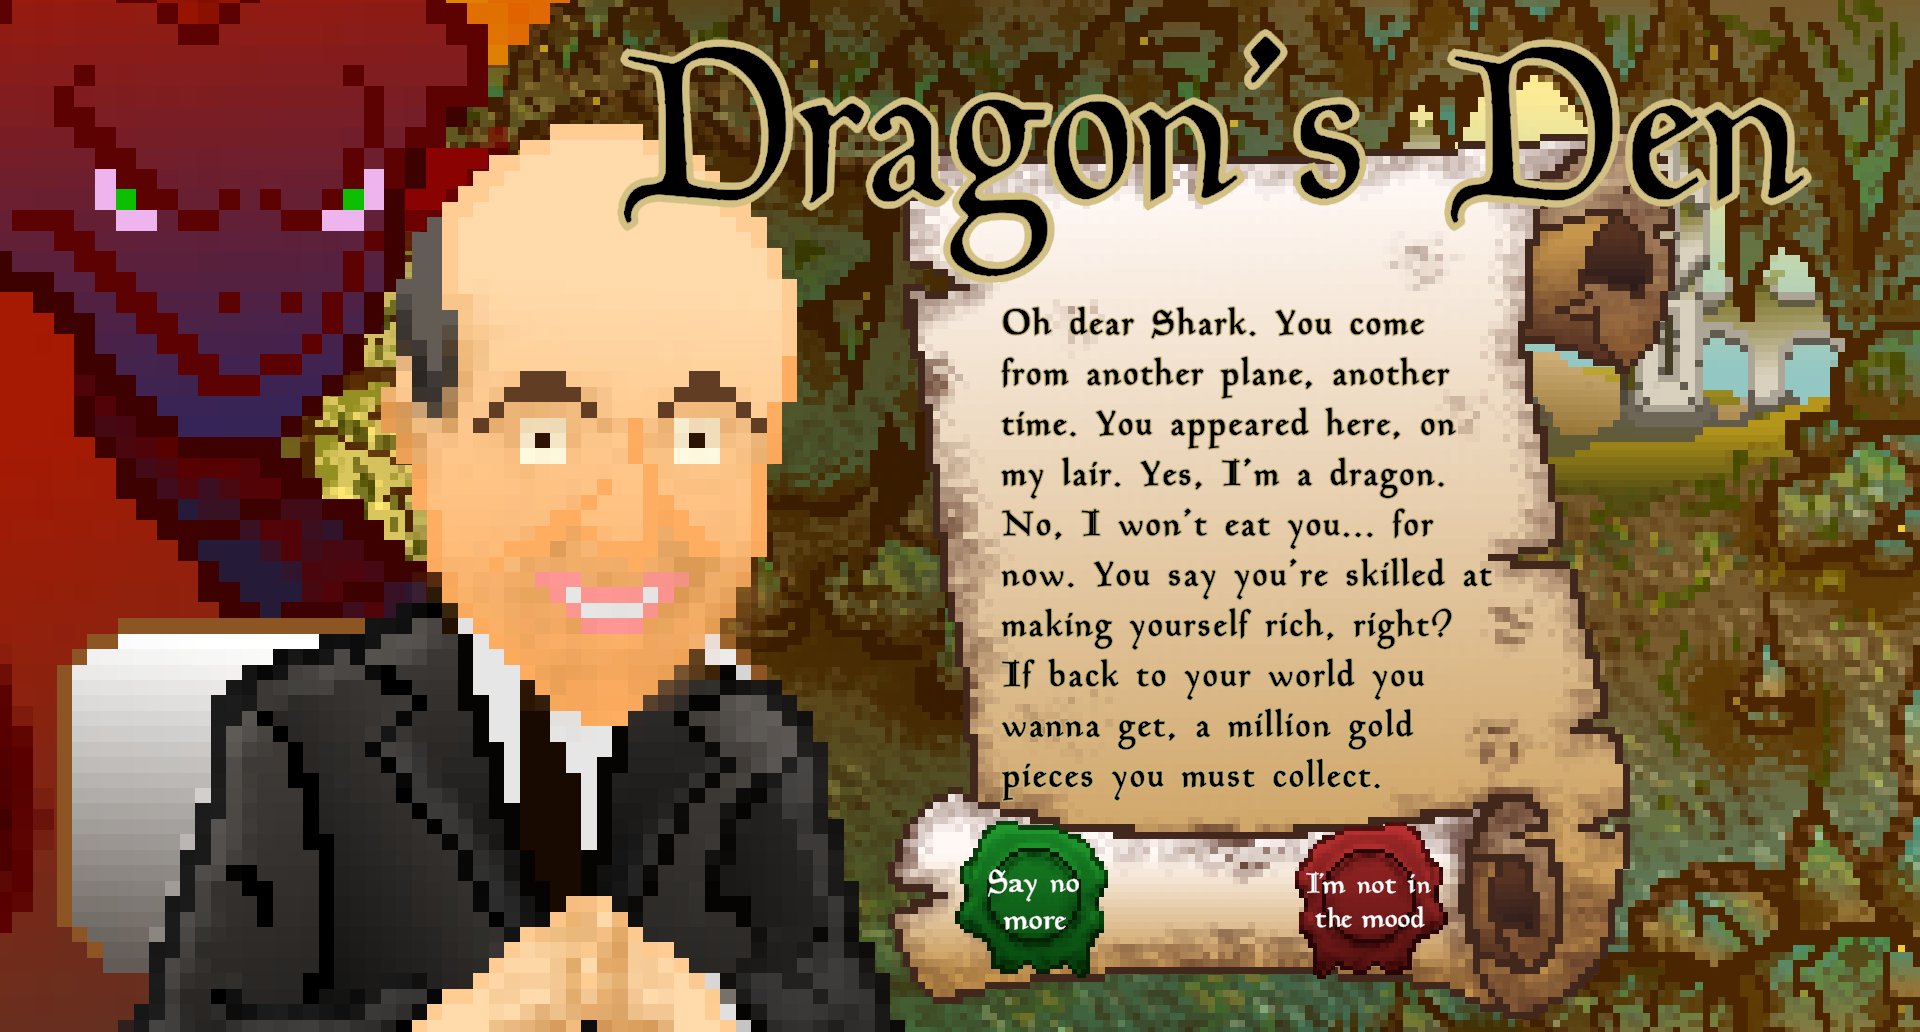 Dragon's Den
Oh dear Shark. You come
from another plane, another
time. You appeared here, on
my lair. Yes, I'm a dragon.
No, I won't eat you... for
now. You say you're skilled at
making yourself rich, right?
If back to your world you
wanna get, a million gold
pieces you must collect.
Say no
more
I'm not in
the mood